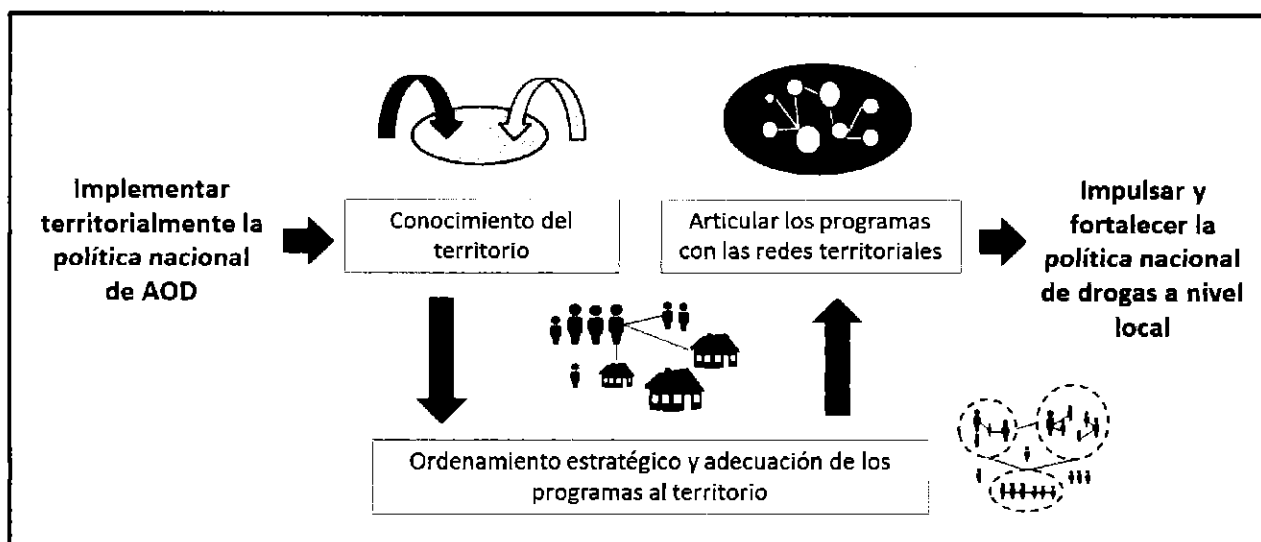 Implementar
territorialmente la
política nacional
de AOD
Conocimiento del
territorio
Articular los programas
con las redes territoriales
Impulsar y
fortalecer la
política nacional
de drogas a nivel
local
Ordenamiento estratégico y adecuación de los
programas al territorio